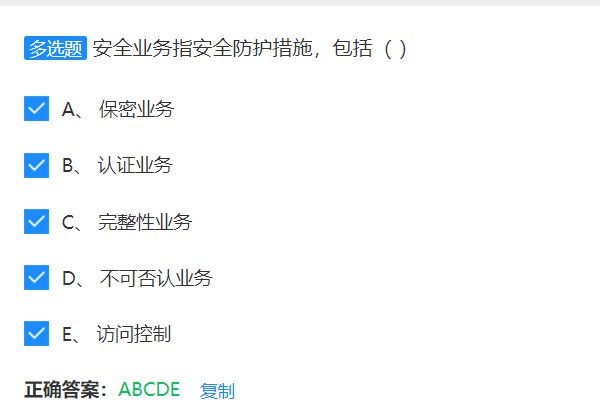 多选题 安全业务指安全防护措施，包括（ ）
A、 保密业务
B、 认证业务
C、 完整性业务
D、 不可否认业务
E、 访问控制
正确答案：ABCDE 复制